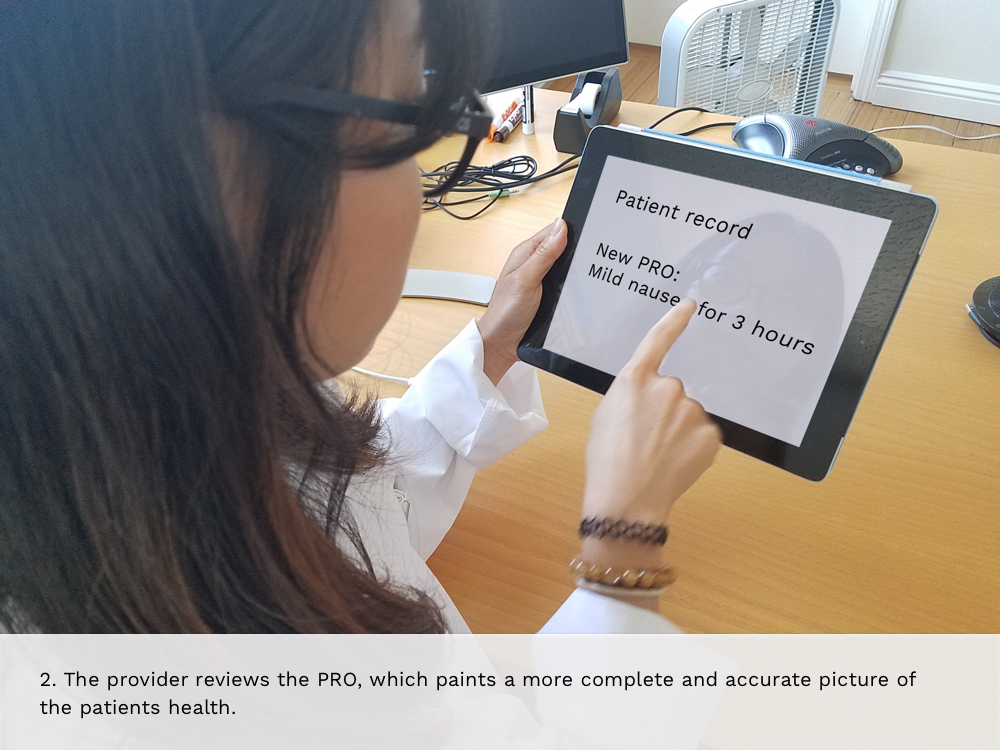 Patient record
New PRO:
Mild nause for 3 hours
2. The provider reviews the PRO, which paints a more complete and accurate picture of
the patients health.